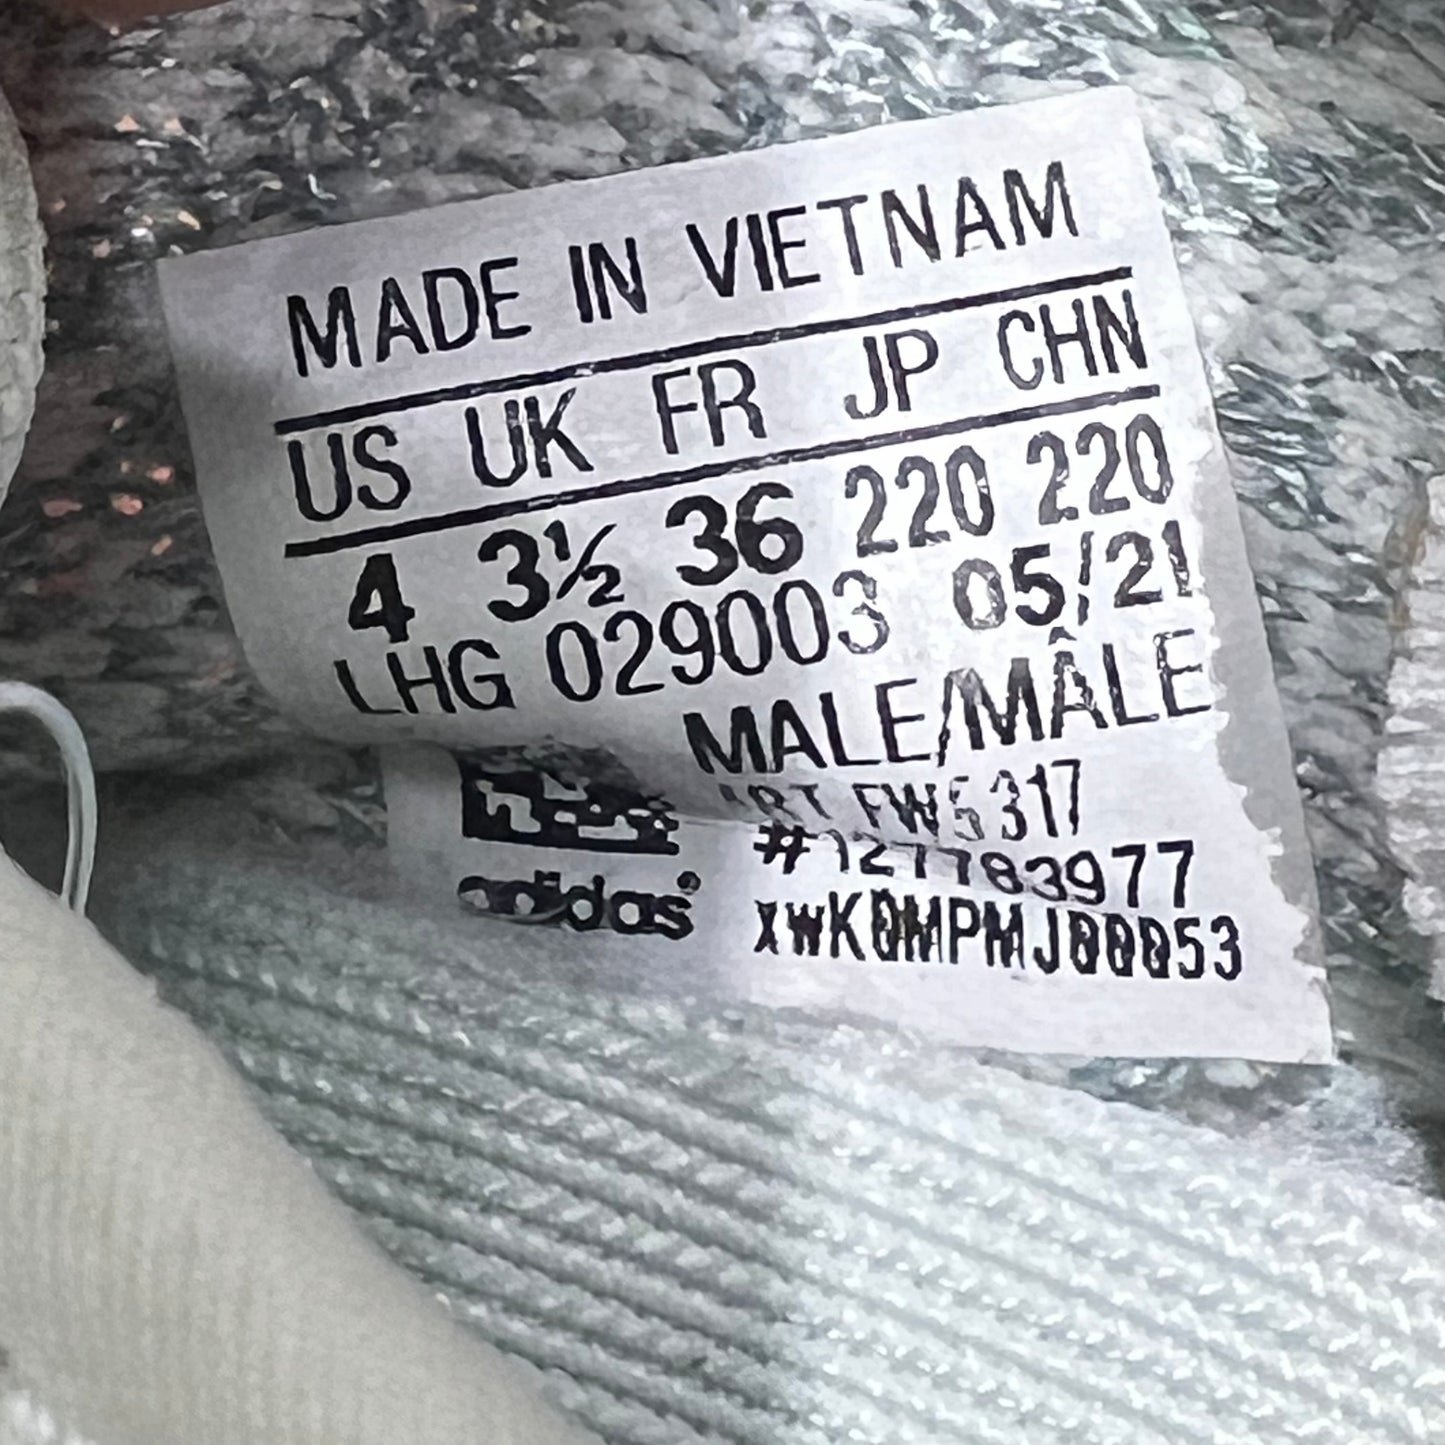 MADE IN VIETNAM
US UK FR JP CHN
4 3½ 36 220 220
LHG 029003 05/21
MALE/MÂLE
ART FW5317
#127783977
adidas
xwK0MPMJ00053